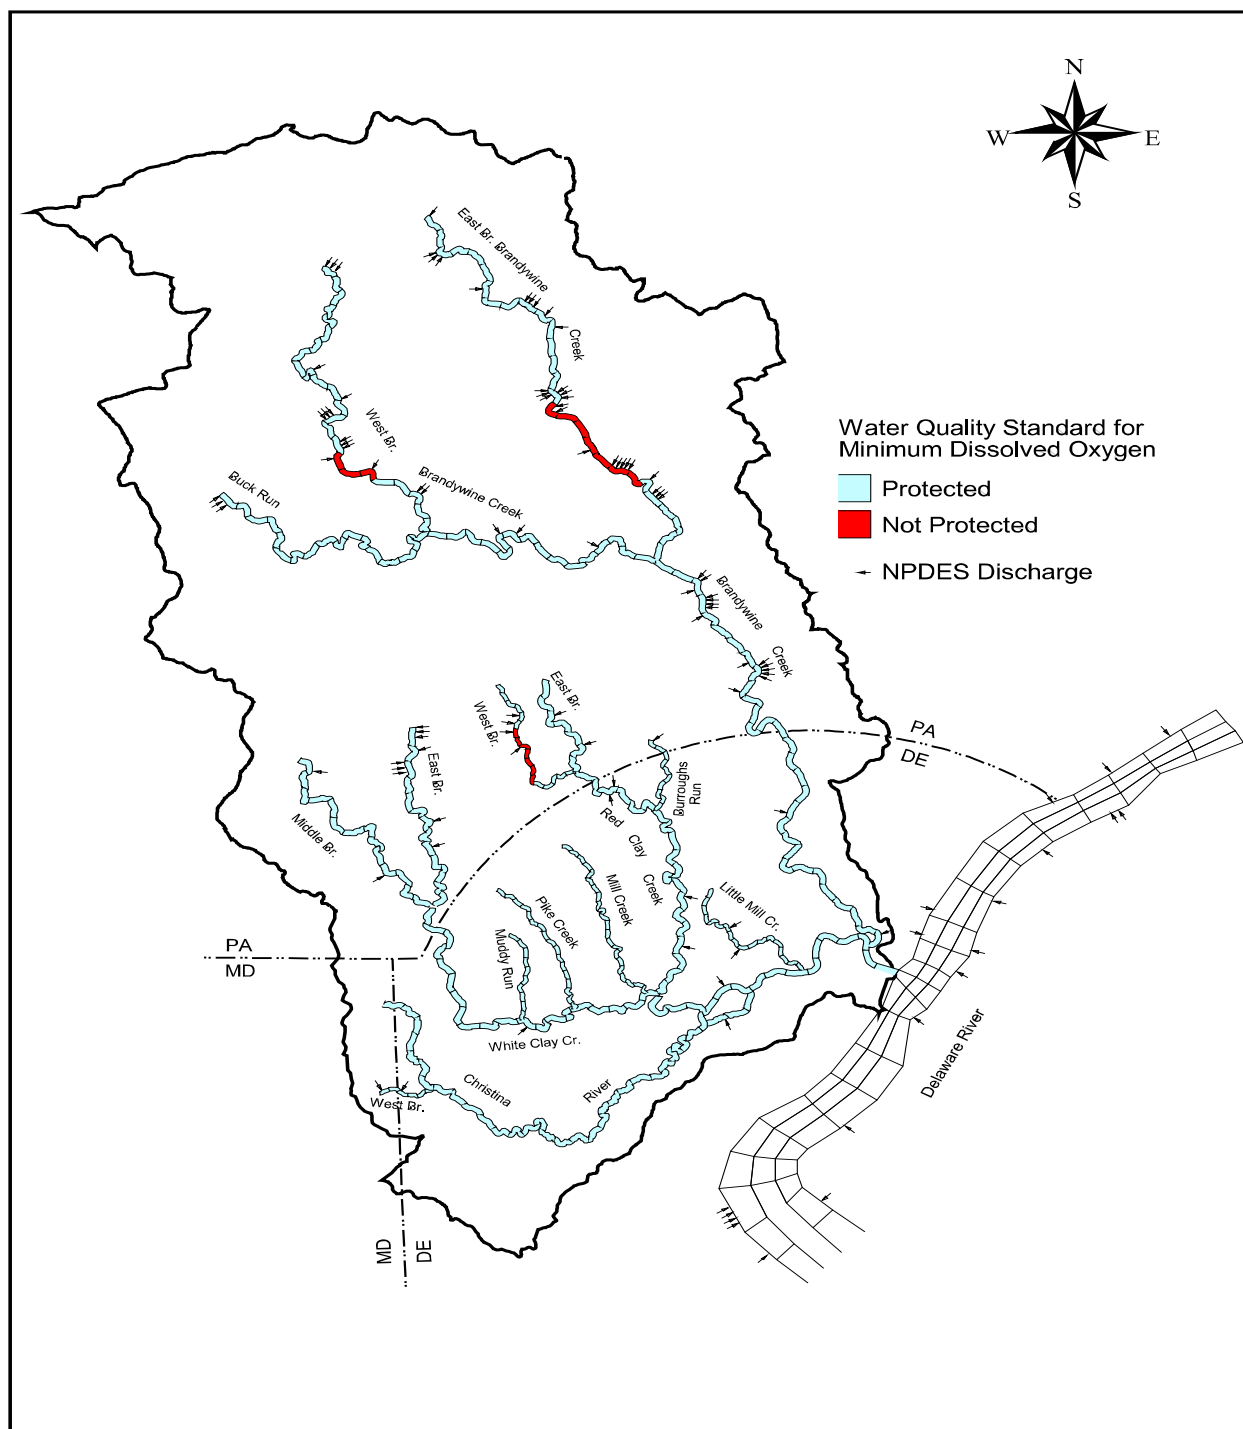 N
W E
S
East Br. Brandywine
Creek
West Br.
Brandywine Creek
Buck Run
Water Quality Standard for
Minimum Dissolved Oxygen
Protected
Not Protected
NPDES Discharge
Brandywine
Creek
East Br.
West Br.
PA
DE
East Br.
Middle Br.
Burroughs
Run
Red
Clay
Creek
Mill Creek
Pike Creek
Muddy Run
Little Mill Cr.
PA
MD
White Clay Cr.
Christina
River
West Br.
Delaware River
MD
DE